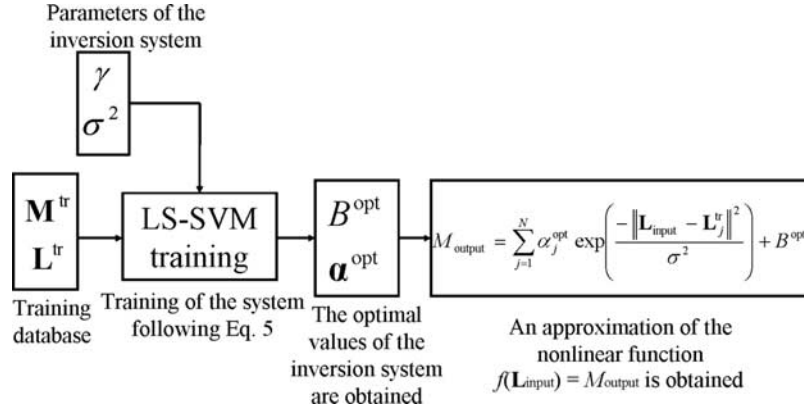 Parameters of the
inversion system
γ
σ²
M^tr
L^tr
Training
database
LS-SVM
training
Training of the system
following Eq. 5
B^opt
α^opt
The optimal
values of the
inversion system
are obtained
M_output = ∑_{j=1}^{N} α_j^opt exp(−‖L_input − L_j^tr‖² / σ²) + B^opt
An approximation of the
nonlinear function
f(L_input) = M_output is obtained